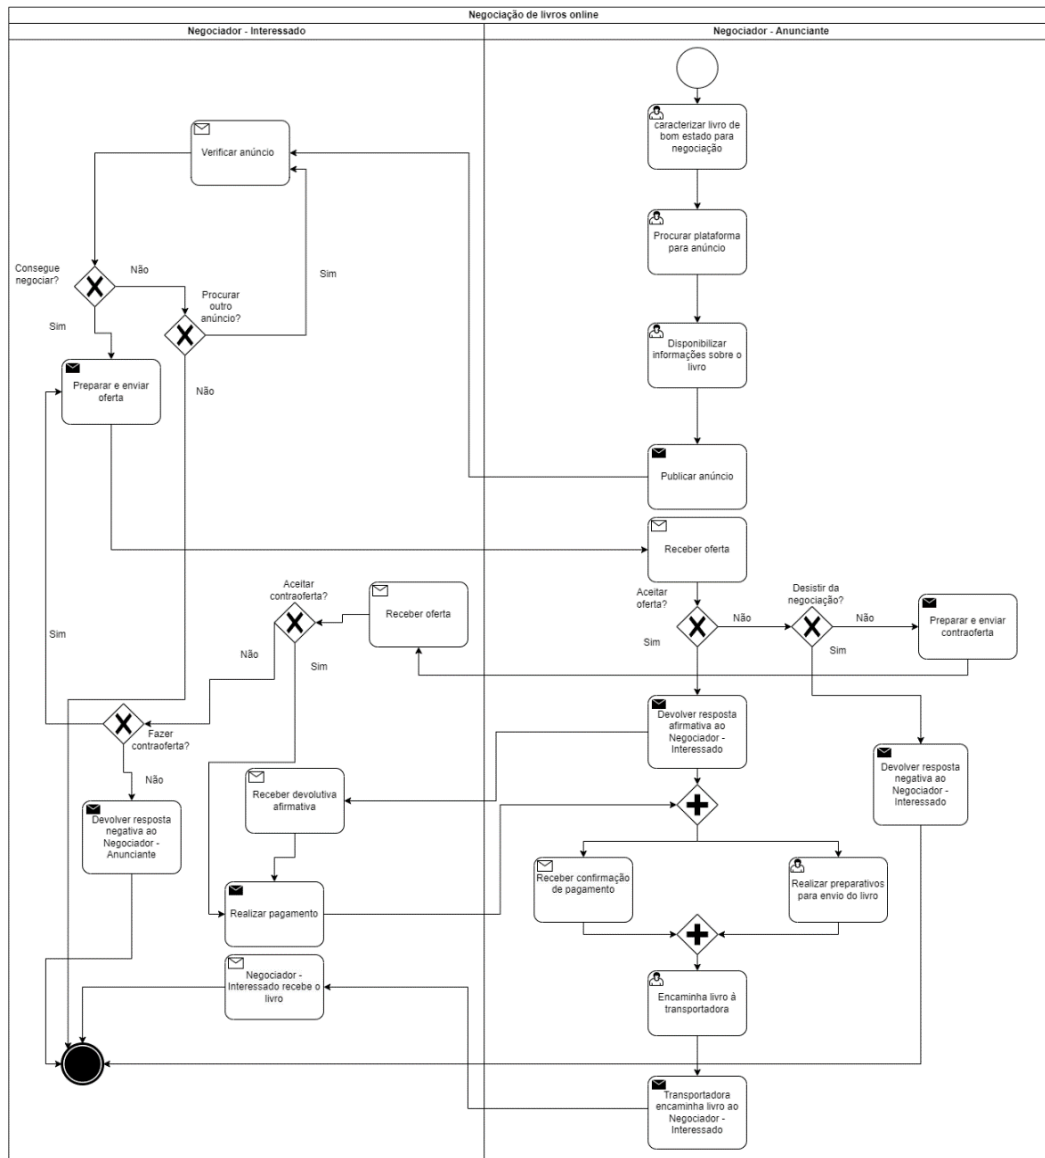 Negociação de livros online
Negociador - Interessado
Negociador - Anunciante
caracterizar livro de
bom estado para
negociação
Verificar anúncio
Procurar plataforma
para anúncio
Consegue
negociar?
Não
Sim
Procurar
outro
anúncio?
Sim
Não
Disponibilizar
informações sobre o
livro
Preparar e enviar
oferta
Publicar anúncio
Receber oferta
Aceitar
contraoferta?
Receber oferta
Aceitar
oferta?
Desistir da
negociação?
Não
Não
Preparar e enviar
contraoferta
Sim
Sim
Sim
Não
Sim
Fazer
contraoferta?
Não
Devolver resposta
afirmativa ao
Negociador -
Interessado
Devolver resposta
negativa ao
Negociador -
Interessado
Receber devolutiva
afirmativa
Devolver resposta
negativa ao
Negociador -
Anunciante
Receber confirmação
de pagamento
Realizar preparativos
para envio do livro
Realizar pagamento
Negociador -
Interessado recebe o
livro
Encaminha livro à
transportadora
Transportadora
encaminha livro ao
Negociador -
Interessado